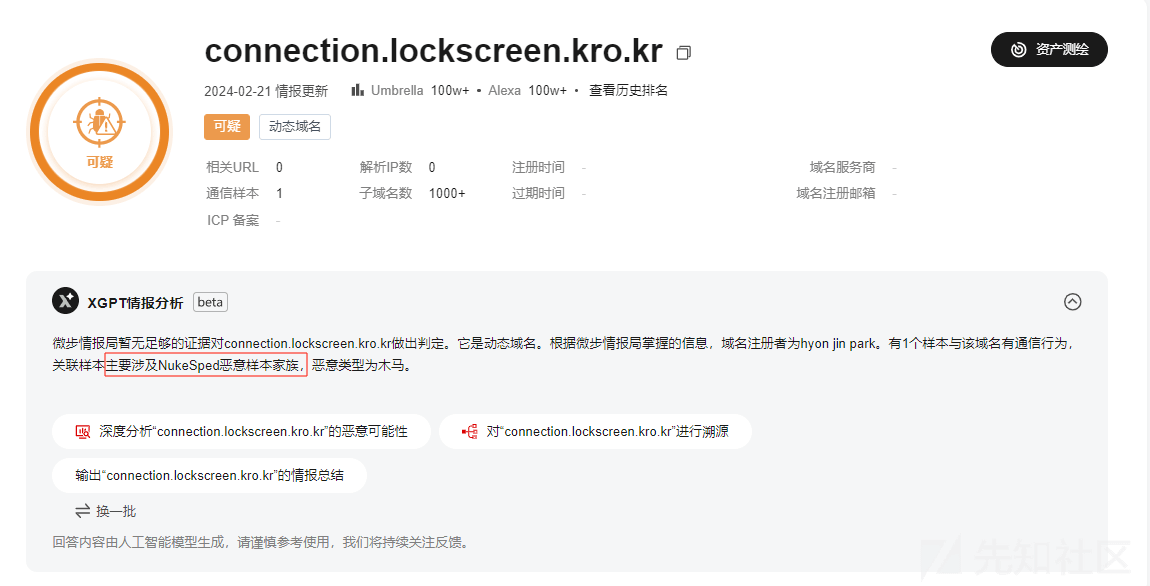 connection.lockscreen.kro.kr
资产测绘
2024-02-21 情报更新 Umbrella 100w+ • Alexa 100w+ • 查看历史排名
可疑 动态域名
可疑
相关URL 0 解析IP数 0 注册时间 - 域名服务商 -
通信样本 1 子域名数 1000+ 过期时间 - 域名注册邮箱 -
ICP 备案 -
XGPT情报分析 beta
微步情报局暂无足够的证据对connection.lockscreen.kro.kr做出判定。它是动态域名。根据微步情报局掌握的信息，域名注册者为hyon jin park。有1个样本与该域名有通信行为，
关联样本主要涉及NukeSped恶意样本家族，恶意类型为木马。
深度分析“connection.lockscreen.kro.kr”的恶意可能性 对“connection.lockscreen.kro.kr”进行溯源
输出“connection.lockscreen.kro.kr”的情报总结
换一批
回答内容由人工智能模型生成，请谨慎参考使用，我们将持续关注反馈。
先知社区